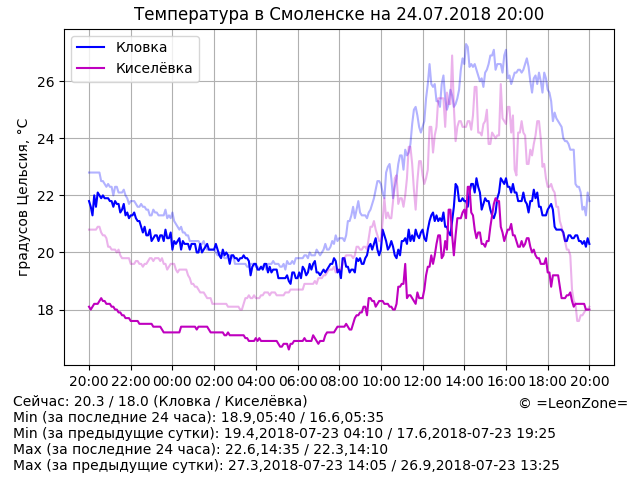 Температура в Смоленске на 24.07.2018 20:00
Кловка
Киселёвка
градусов Цельсия, °C
26
24
22
20
18
20:00 22:00 00:00 02:00 04:00 06:00 08:00 10:00 12:00 14:00 16:00 18:00 20:00
Сейчас: 20.3 / 18.0 (Кловка / Киселёвка)
© =LeonZone=
Min (за последние 24 часа): 18.9,05:40 / 16.6,05:35
Min (за предыдущие сутки): 19.4,2018-07-23 04:10 / 17.6,2018-07-23 19:25
Max (за последние 24 часа): 22.6,14:35 / 22.3,14:10
Max (за предыдущие сутки): 27.3,2018-07-23 14:05 / 26.9,2018-07-23 13:25